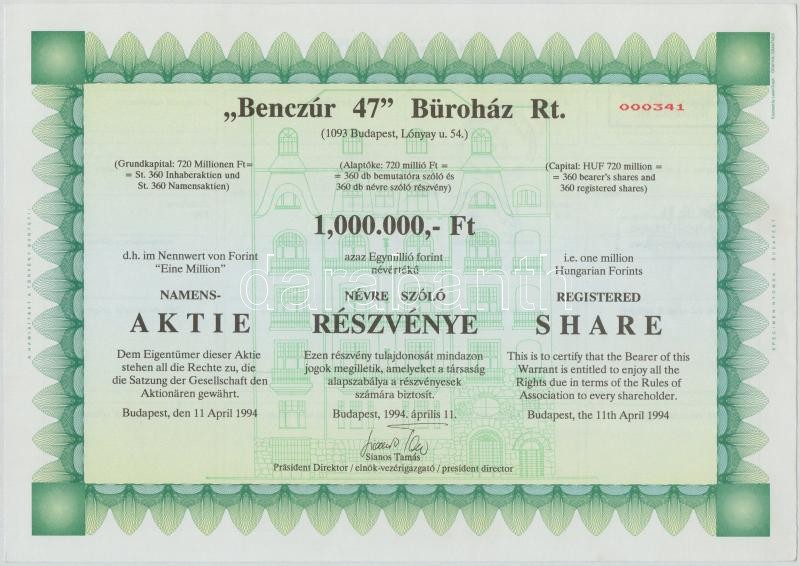 „Benczúr 47” Büroház Rt.
000341
(1093 Budapest, Lónyay u. 54.)
(Grundkapital: 720 Millionen Ft=
= St. 360 Inhaberaktien und
St. 360 Namensaktien)
(Alaptőke: 720 millió Ft =
= 360 db bemutatóra szóló és
360 db névre szóló részvény)
(Capital: HUF 720 million =
= 360 bearer's shares and
360 registered shares)
1,000.000,- Ft
d.h. im Nennwert von Forint
“Eine Million”
azaz Egymillió forint
névértékű
i.e. one million
Hungarian Forints
darabanth
NAMENS-
AKTIE
NÉVRE SZÓLÓ
RÉSZVÉNYE
REGISTERED
SHARE
Dem Eigentümer dieser Aktie
stehen all die Rechte zu, die
die Satzung der Gesellschaft den
Aktionären gewährt.
Budapest, den 11 April 1994
Ezen részvény tulajdonosát mindazon
jogok megilletik, amelyeket a társaság
alapszabálya a részvényesek
számára biztosít.
Budapest, 1994. április 11.
This is to certify that the Bearer of this
Warrant is entitled to enjoy all the
Rights due in terms of the Rules of
Association to every shareholder.
Budapest, the 11th April 1994
Sianos Tamás
Präsident Direktor / elnök-vezérigazgató / president director
A HAMISÍTÁST A TÖRVÉNY BÜNTETI
BUDAPEST